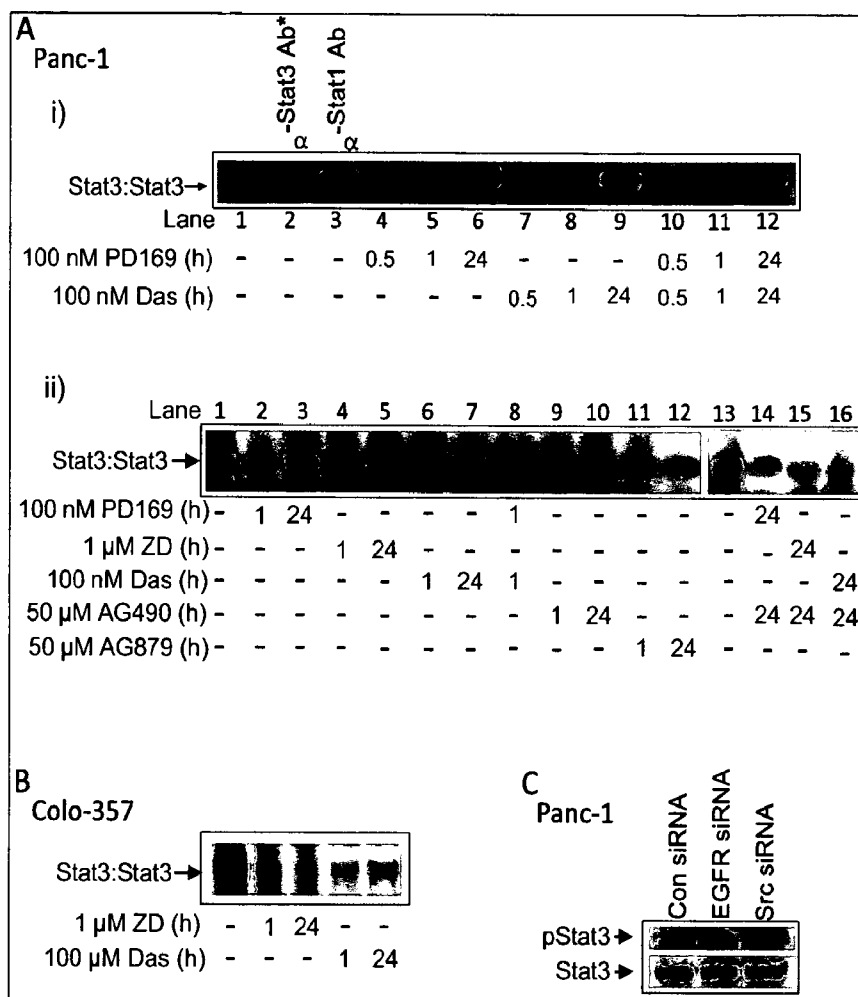 A
Panc-1
-Stat3 Ab*
α
-Stat1 Ab
α
i)
Stat3:Stat3
Lane 1 2 3 4 5 6 7 8 9 10 11 12
100 nM PD169 (h) - - - 0.5 1 24 - - - 0.5 1 24
100 nM Das (h) - - - - - - 0.5 1 24 0.5 1 24
ii)
Lane 1 2 3 4 5 6 7 8 9 10 11 12 13 14 15 16
Stat3:Stat3
100 nM PD169 (h) - 1 24 - - - - 1 - - - - - 24 - -
1 µM ZD (h) - - - 1 24 - - - - - - - - - 24 -
100 nM Das (h) - - - - - 1 24 1 - - - - - - - 24
50 µM AG490 (h) - - - - - - - - 1 24 - - - 24 24 24
50 µM AG879 (h) - - - - - - - - - - 1 24 - - - -
B
Colo-357
Stat3:Stat3
1 µM ZD (h) - 1 24 - -
100 µM Das (h) - - - 1 24
C
Panc-1
Con siRNA
EGFR siRNA
Src siRNA
pStat3
Stat3